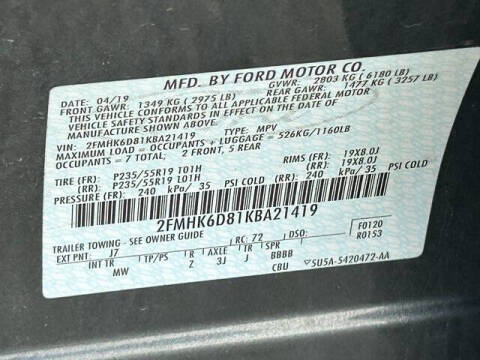 MFD. BY FORD MOTOR CO.
DATE: 04/19 GVWR: 2803 KG ( 6180 LB)
FRONT GAWR: 1349 KG ( 2975 LB) REAR GAWR: 1477 KG ( 3257 LB)
THIS VEHICLE CONFORMS TO ALL APPLICABLE FEDERAL MOTOR
VEHICLE SAFETY STANDARDS IN EFFECT ON THE DATE OF
MANUFACTURE SHOWN ABOVE.
VIN: 2FMHK6D81KBA21419 TYPE: MPV
MAXIMUM LOAD = OCCUPANTS + LUGGAGE = 526KG/1160LB
OCCUPANTS = 7 TOTAL, 2 FRONT, 5 REAR
TIRE (FR): P235/55R19 101H RIMS (FR) 19X8.0J
(RR): P235/55R19 101H (RR): 19X8.0J
PRESSURE (FR): 240 kPa/ 35 PSI COLD (RR): 240 kPa/ 35 PSI COLD
2FMHK6D81KBA21419
TRAILER TOWING - SEE OWNER GUIDE
EXT PNT: J7 RC: 72 DSO: F0120
R0153
INT TR TP/PS R AXLE TR SPR
MW Z 3J J BBBB
CBU 5U5A-5420472-AA